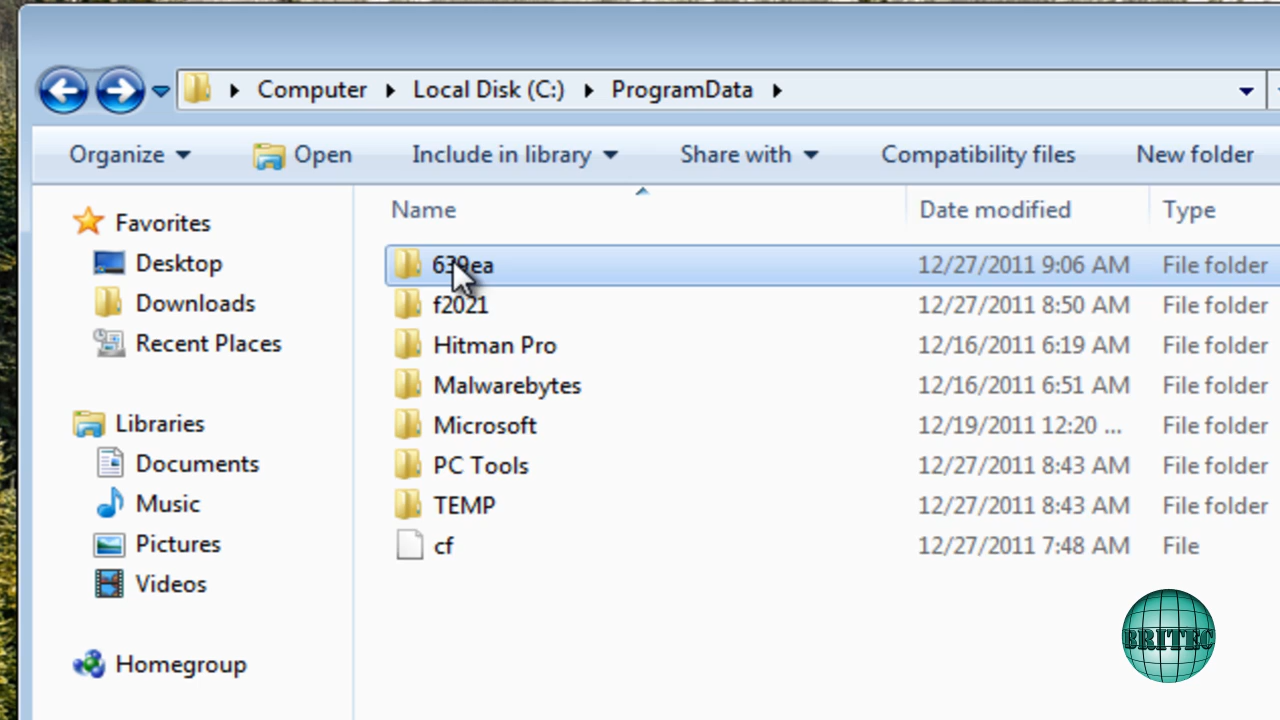 Computer Local Disk (C:) ProgramData
Organize Open Include in library Share with Compatibility files New folder
Name Date modified Type
Favorites
Desktop
Downloads
Recent Places
Libraries
Documents
Music
Pictures
Videos
Homegroup
639ea 12/27/2011 9:06 AM File folder
f2021 12/27/2011 8:50 AM File folder
Hitman Pro 12/16/2011 6:19 AM File folder
Malwarebytes 12/16/2011 6:51 AM File folder
Microsoft 12/19/2011 12:20 ... File folder
PC Tools 12/27/2011 8:43 AM File folder
TEMP 12/27/2011 8:43 AM File folder
cf 12/27/2011 7:48 AM File
BRITEC